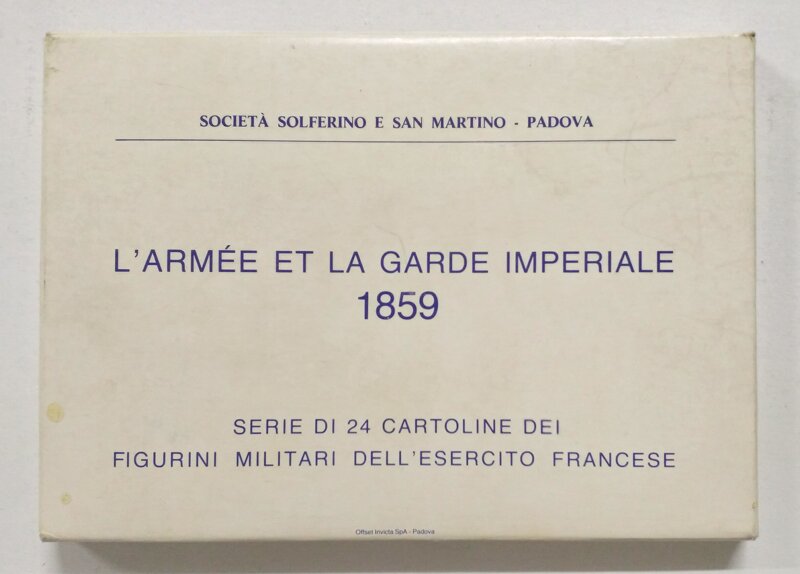 SOCIETÀ SOLFERINO E SAN MARTINO - PADOVA
L'ARMÉE ET LA GARDE IMPERIALE
1859
SERIE DI 24 CARTOLINE DEI
FIGURINI MILITARI DELL'ESERCITO FRANCESE
Offset Invicta SpA - Padova